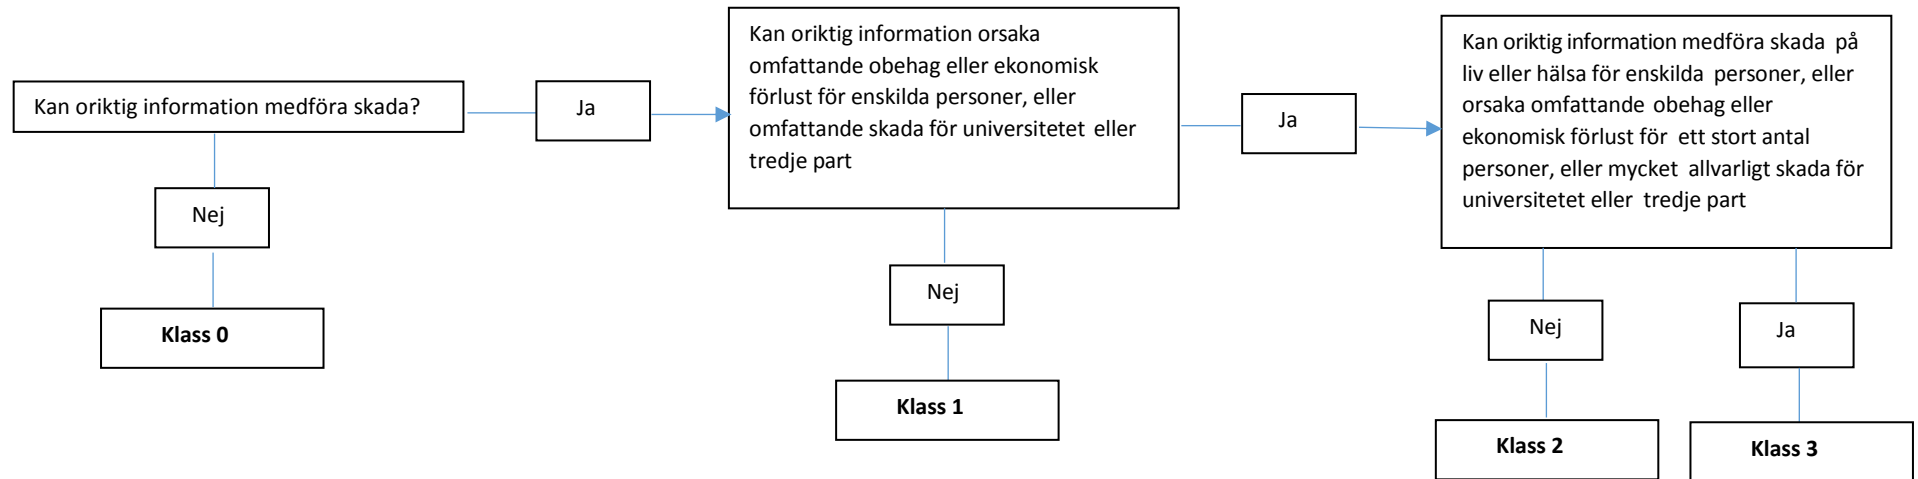 Kan oriktig information medföra skada?
Ja
Nej
Klass 0
Kan oriktig information orsaka
omfattande obehag eller ekonomisk
förlust för enskilda personer, eller
omfattande skada för universitetet eller
tredje part
Ja
Nej
Klass 1
Kan oriktig information medföra skada på
liv eller hälsa för enskilda personer, eller
orsaka omfattande obehag eller
ekonomisk förlust för ett stort antal
personer, eller mycket allvarligt skada för
universitetet eller tredje part
Nej
Ja
Klass 2
Klass 3